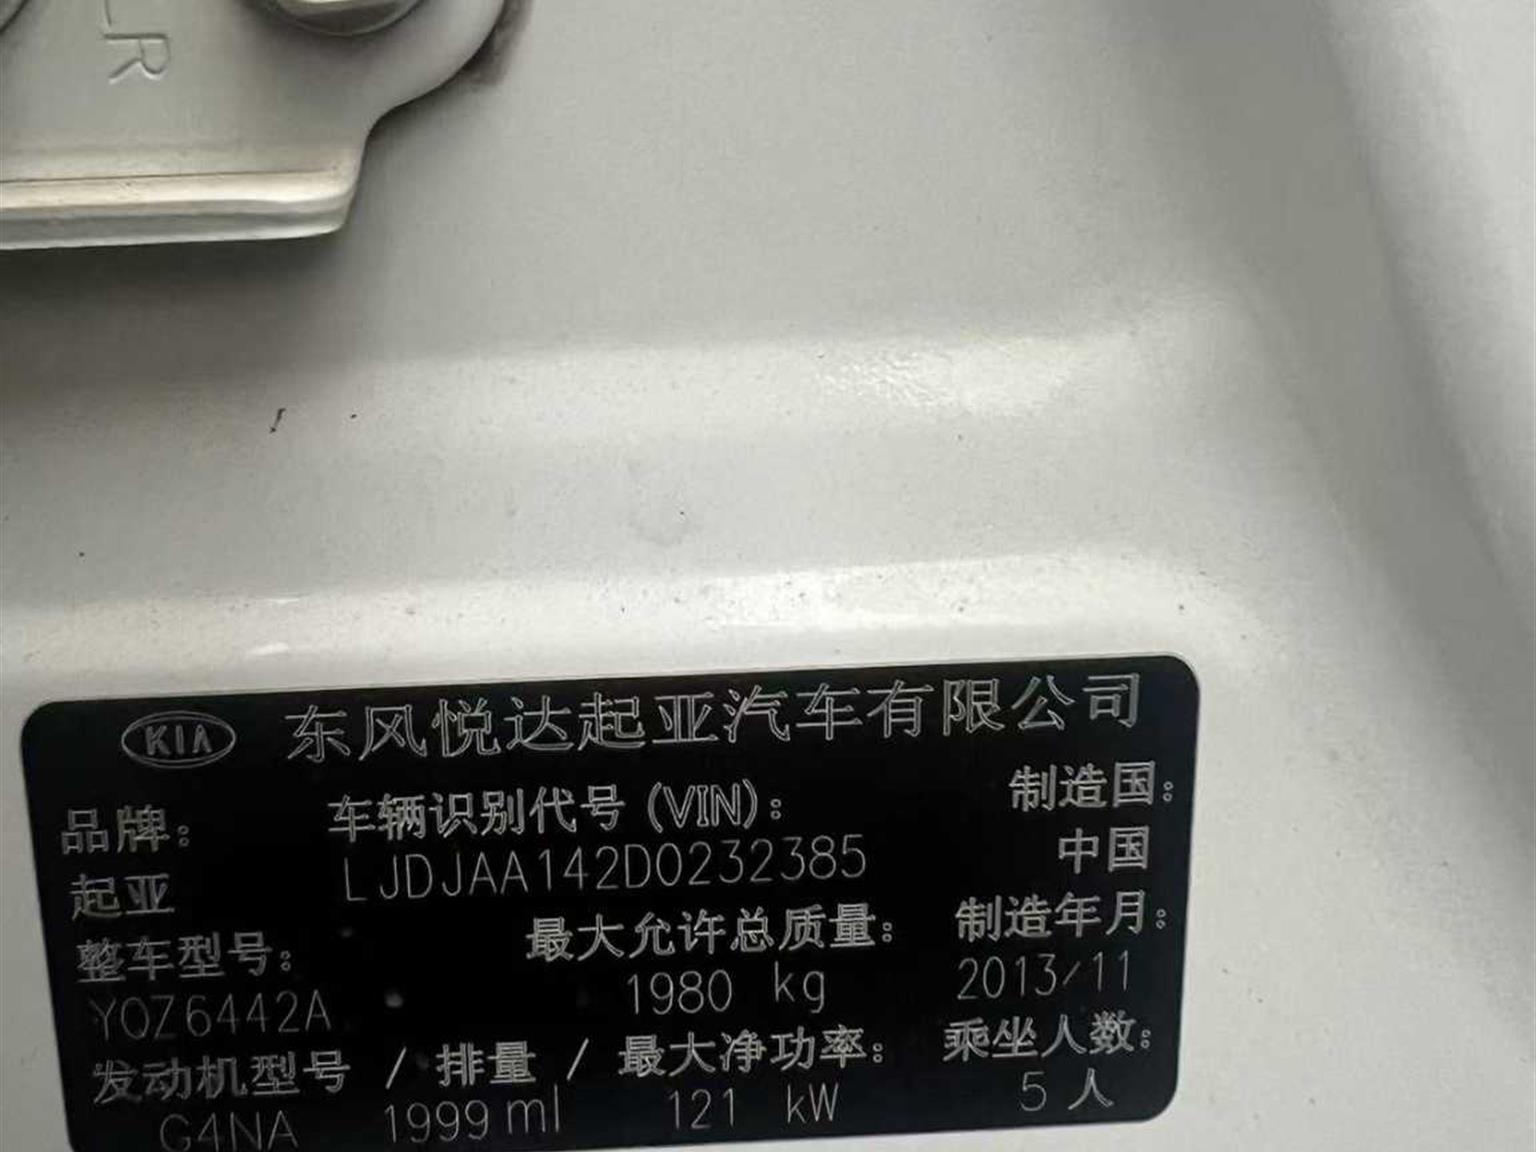 LR
KIA 东风悦达起亚汽车有限公司
品牌: 车辆识别代号 (VIN): 制造国:
起亚 LJDJAA142D0232385 中国
整车型号: 最大允许总质量: 制造年月:
YQZ6442A 1980 kg 2013/11
发动机型号 / 排量 / 最大净功率: 乘坐人数:
G4NA 1999 ml 121 kW 5 人